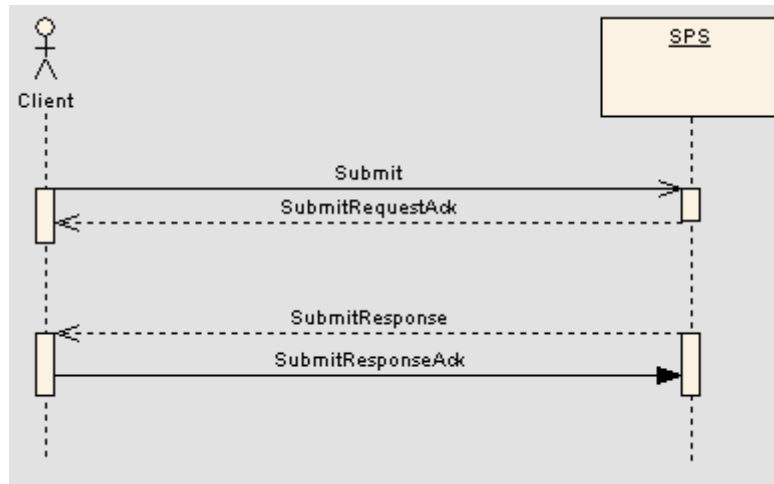 SPS
Client
Submit
SubmitRequestAck
SubmitResponse
SubmitResponseAck